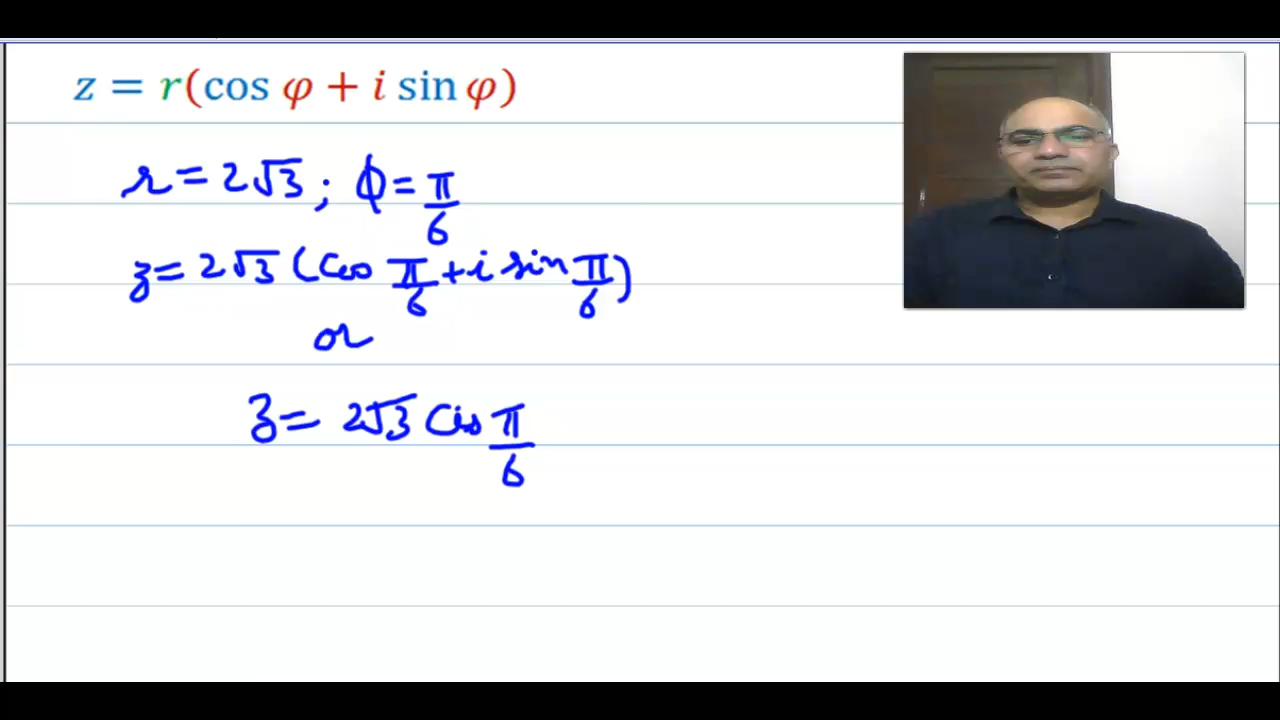 z = r(cos φ + i sin φ)
r = 2√3 ; ϕ = π/6
z = 2√3 (cos π/6 + i sin π/6)
or
z = 2√3 Cis π/6